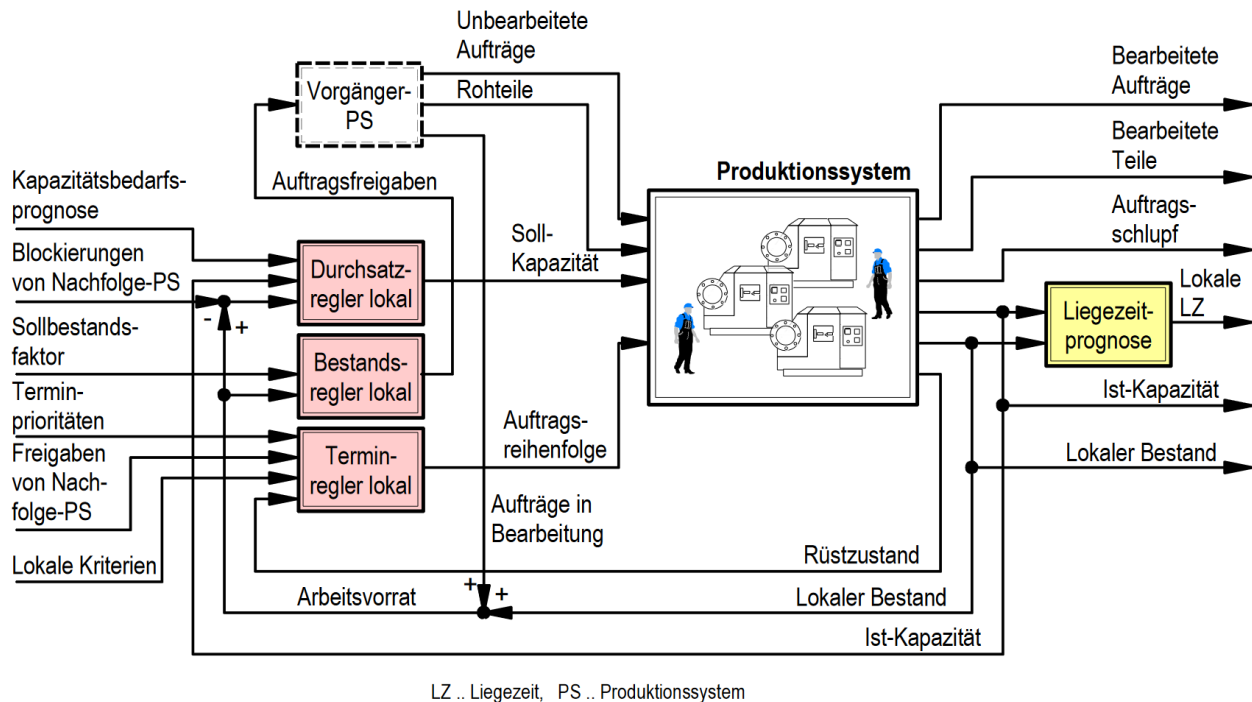 Unbearbeitete
Aufträge
Rohteile
Vorgänger-
PS
Auftragsfreigaben
Kapazitätsbedarfs-
prognose
Blockierungen
von Nachfolge-PS
-
+
Sollbestands-
faktor
Termin-
prioritäten
Freigaben
von Nach-
folge-PS
Lokale Kriterien
Durchsatz-
regler lokal
Bestands-
regler lokal
Termin-
regler lokal
Soll-
Kapazität
Auftrags-
reihenfolge
Aufträge in
Bearbeitung
Produktionssystem
Bearbeitete
Aufträge
Bearbeitete
Teile
Auftrags-
schlupf
Lokale
LZ
Liegezeit-
prognose
Ist-Kapazität
Lokaler Bestand
Rüstzustand
+
+
Arbeitsvorrat
Lokaler Bestand
Ist-Kapazität
LZ .. Liegezeit, PS .. Produktionssystem